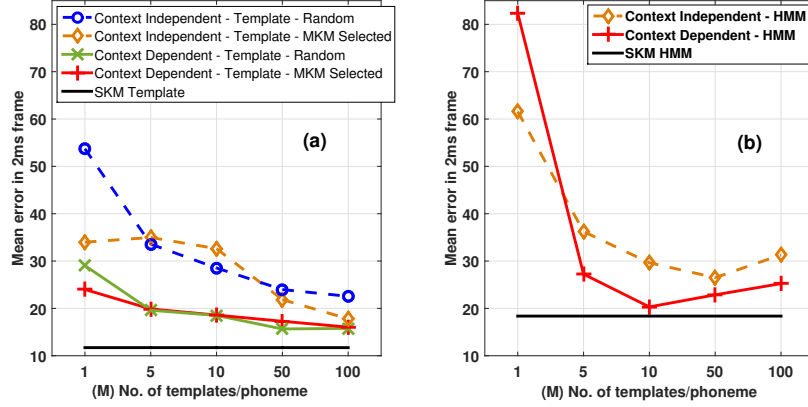 Context Independent - Template - Random
Context Independent - Template - MKM Selected
Context Dependent - Template - Random
Context Dependent - Template - MKM Selected
SKM Template
(a)
Mean error in 2ms frame
80
70
60
50
40
30
20
10
1 5 10 50 100
(M) No. of templates/phoneme
Context Independent - HMM
Context Dependent - HMM
SKM HMM
(b)
Mean error in 2ms frame
80
70
60
50
40
30
20
10
1 5 10 50 100
(M) No. of templates/phoneme